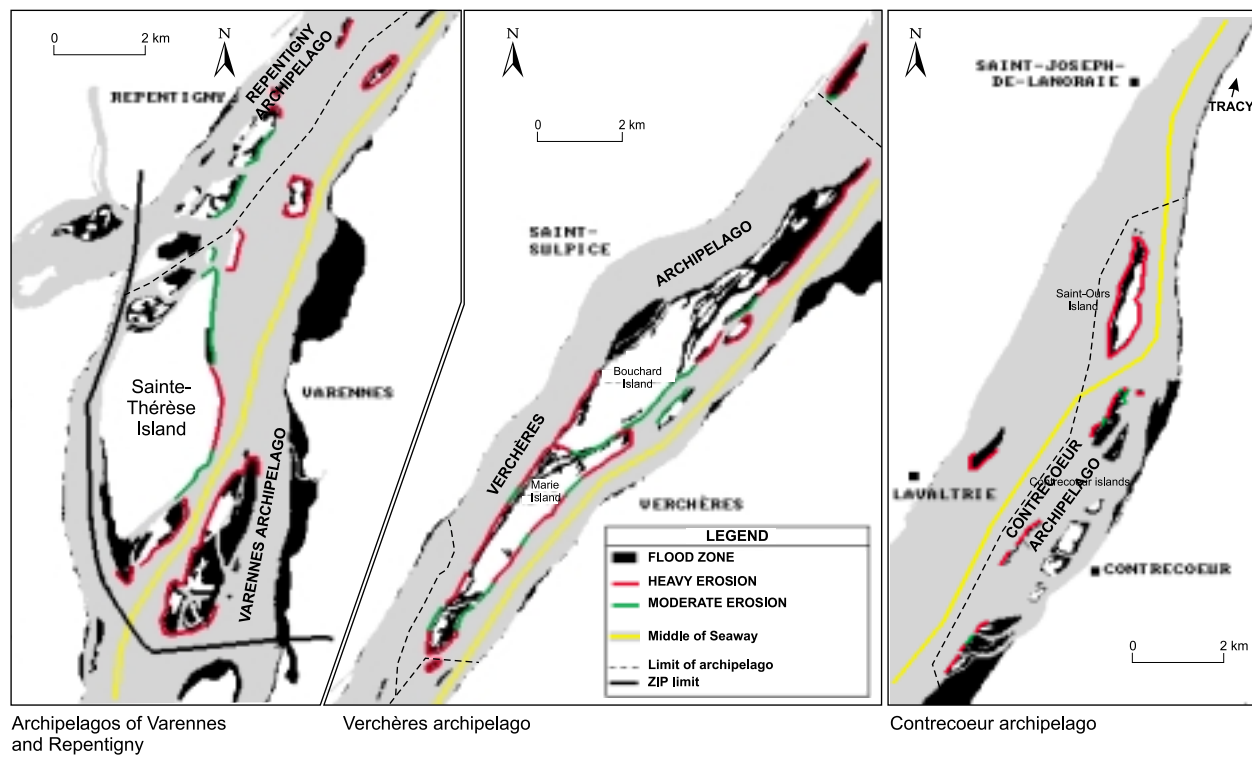 N
0 2 km
REPENTIGNY
REPENTIGNY
ARCHIPELAGO
Sainte-
Thérèse
Island
VARENNES
VARENNES ARCHIPELAGO
Archipelagos of Varennes
and Repentigny
N
0 2 km
SAINT-
SULPICE
ARCHIPELAGO
Bouchard
Island
VERCHÈRES
Marie
Island
VERCHÈRES
LEGEND
FLOOD ZONE
HEAVY EROSION
MODERATE EROSION
Middle of Seaway
Limit of archipelago
ZIP limit
Verchères archipelago
N
SAINT-JOSEPH-
DE-LANORAIE
TRACY
Saint-Ours
Island
LAVALTRIE
CONTRECOEUR
ARCHIPELAGO
Contrecoeur islands
CONTRECOEUR
0 2 km
Contrecoeur archipelago